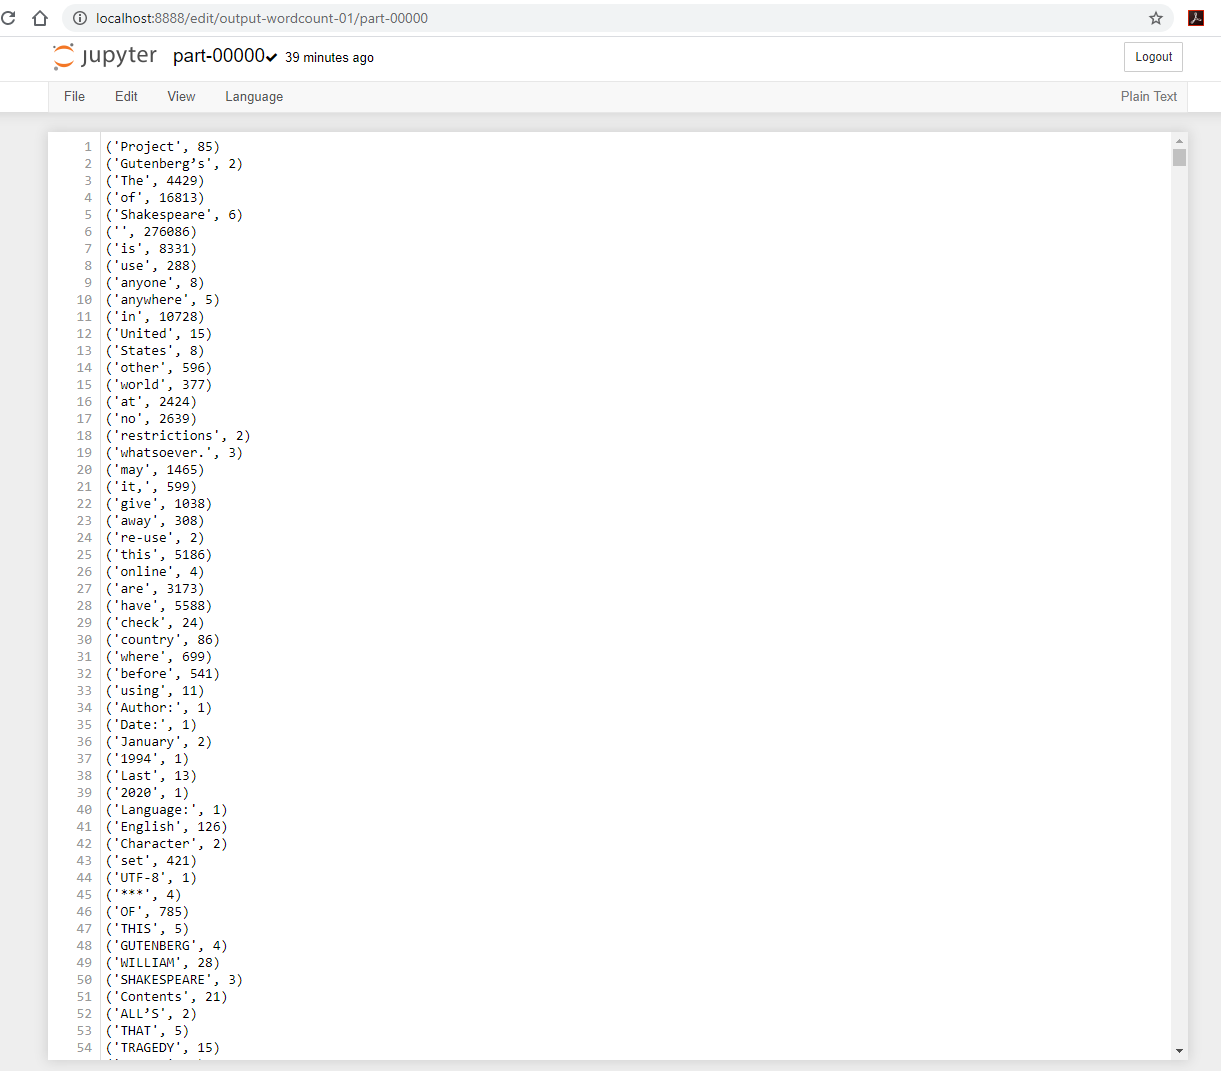 localhost:8888/edit/output-wordcount-01/part-00000
jupyter part-00000✔ 39 minutes ago Logout
File Edit View Language Plain Text
1 ('Project', 85)
2 ('Gutenberg’s', 2)
3 ('The', 4429)
4 ('of', 16813)
5 ('Shakespeare', 6)
6 ('', 276086)
7 ('is', 8331)
8 ('use', 288)
9 ('anyone', 8)
10 ('anywhere', 5)
11 ('in', 10728)
12 ('United', 15)
13 ('States', 8)
14 ('other', 596)
15 ('world', 377)
16 ('at', 2424)
17 ('no', 2639)
18 ('restrictions', 2)
19 ('whatsoever.', 3)
20 ('may', 1465)
21 ('it,', 599)
22 ('give', 1038)
23 ('away', 308)
24 ('re-use', 2)
25 ('this', 5186)
26 ('online', 4)
27 ('are', 3173)
28 ('have', 5588)
29 ('check', 24)
30 ('country', 86)
31 ('where', 699)
32 ('before', 541)
33 ('using', 11)
34 ('Author:', 1)
35 ('Date:', 1)
36 ('January', 2)
37 ('1994', 1)
38 ('Last', 13)
39 ('2020', 1)
40 ('Language:', 1)
41 ('English', 126)
42 ('Character', 2)
43 ('set', 421)
44 ('UTF-8', 1)
45 ('***', 4)
46 ('OF', 785)
47 ('THIS', 5)
48 ('GUTENBERG', 4)
49 ('WILLIAM', 28)
50 ('SHAKESPEARE', 3)
51 ('Contents', 21)
52 ('ALL’S', 2)
53 ('THAT', 5)
54 ('TRAGEDY', 15)